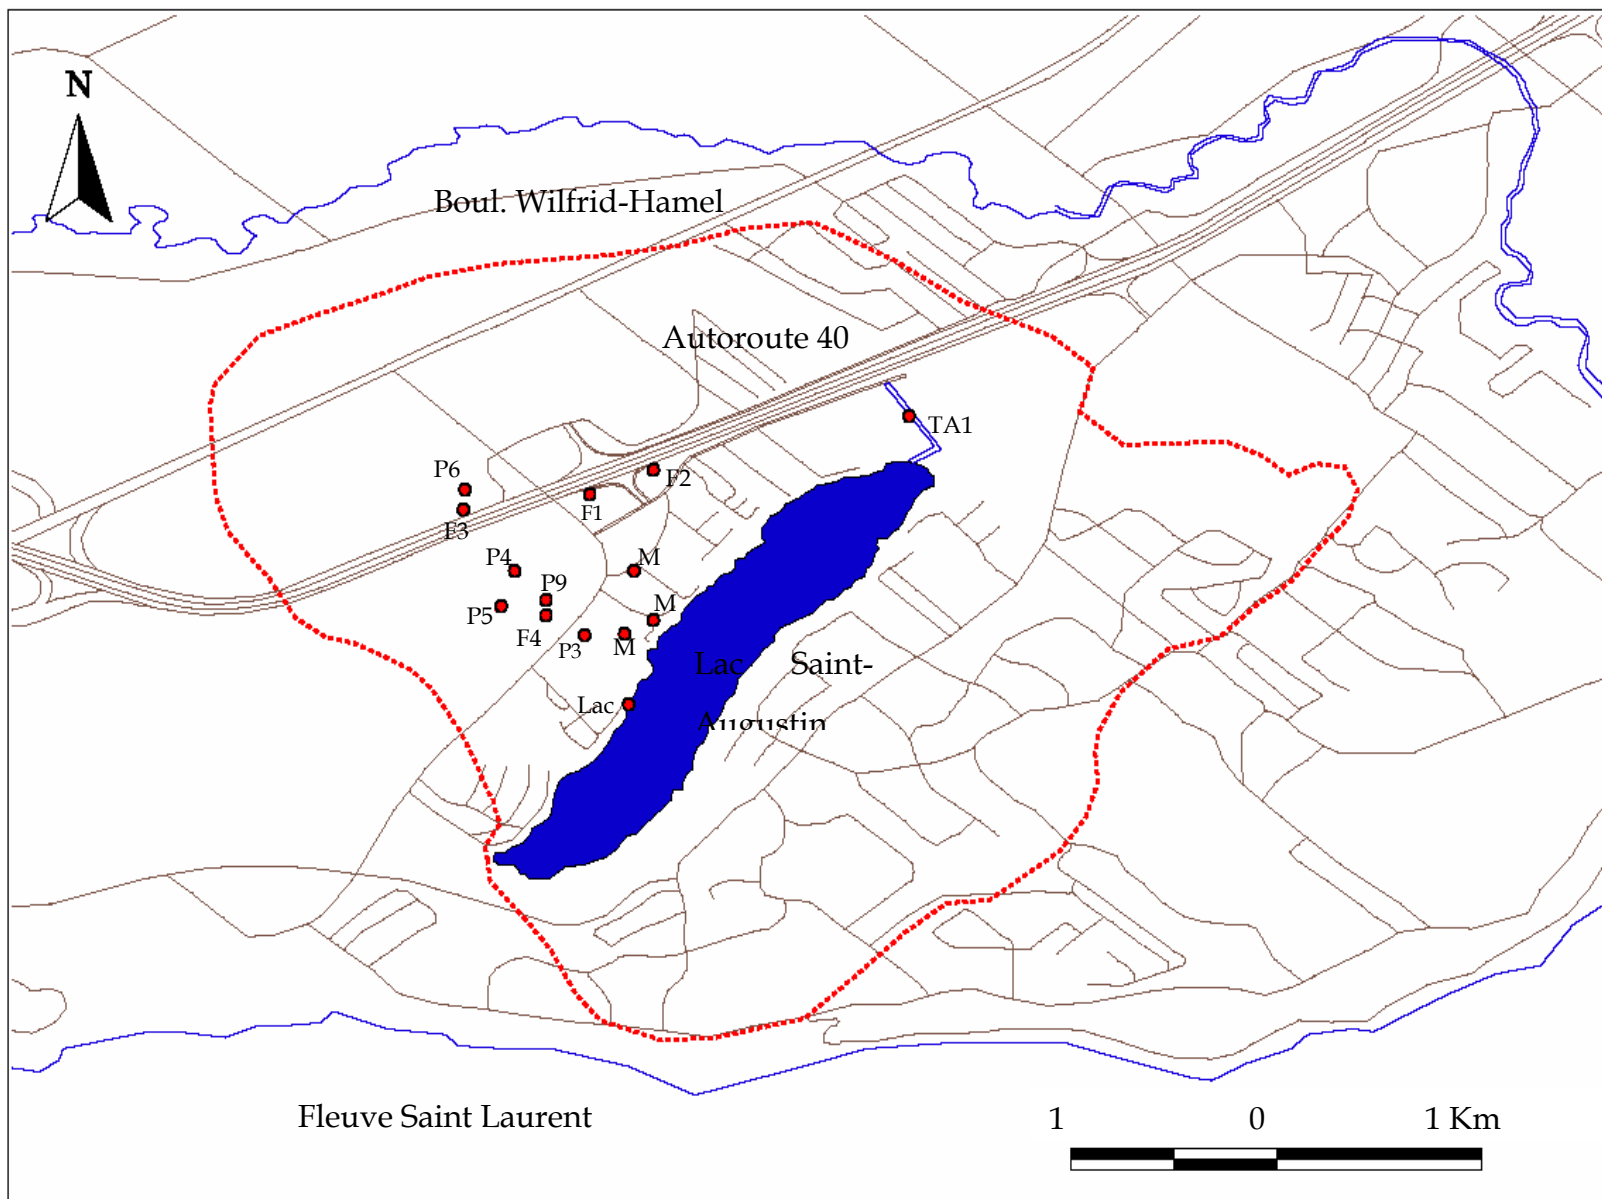 N
Boul. Wilfrid-Hamel
Autoroute 40
TA1
P6
F2
F1
F3
P4
M
P9
P5
M
F4
P3
M
Lac Saint-
Lac
Augustin
Fleuve Saint Laurent
1 0 1 Km